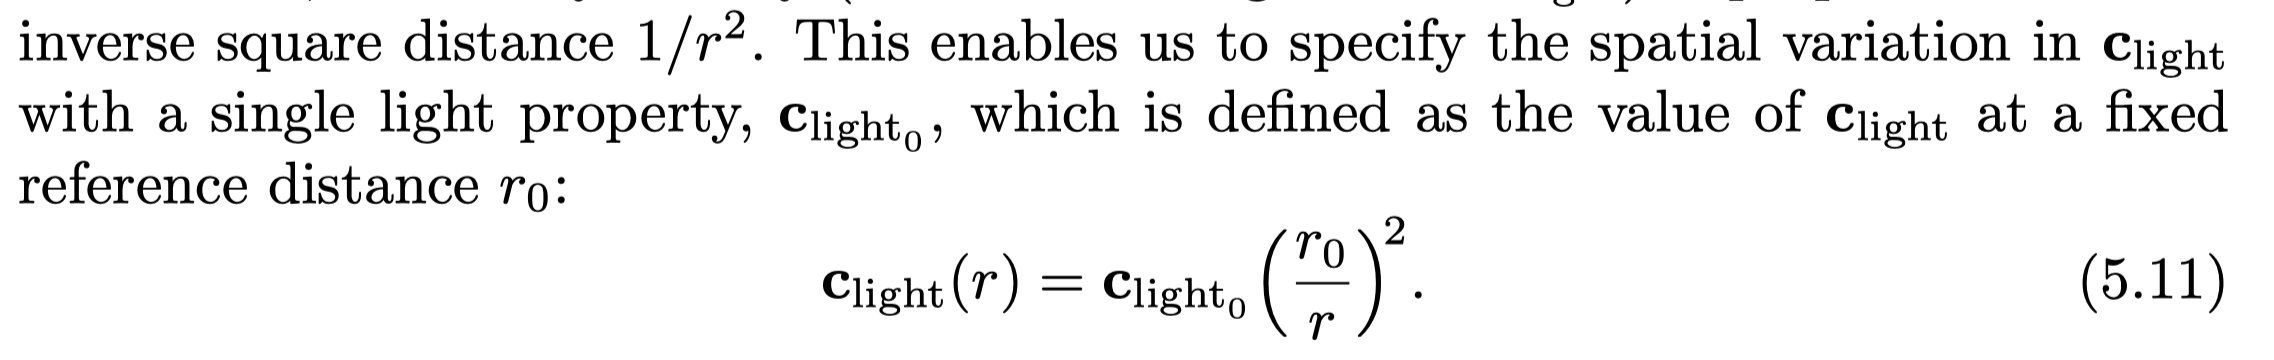 inverse square distance 1/r². This enables us to specify the spatial variation in c_light
with a single light property, c_light₀, which is defined as the value of c_light at a fixed
reference distance r₀:
c_light(r) = c_light₀ (r₀/r)². (5.11)